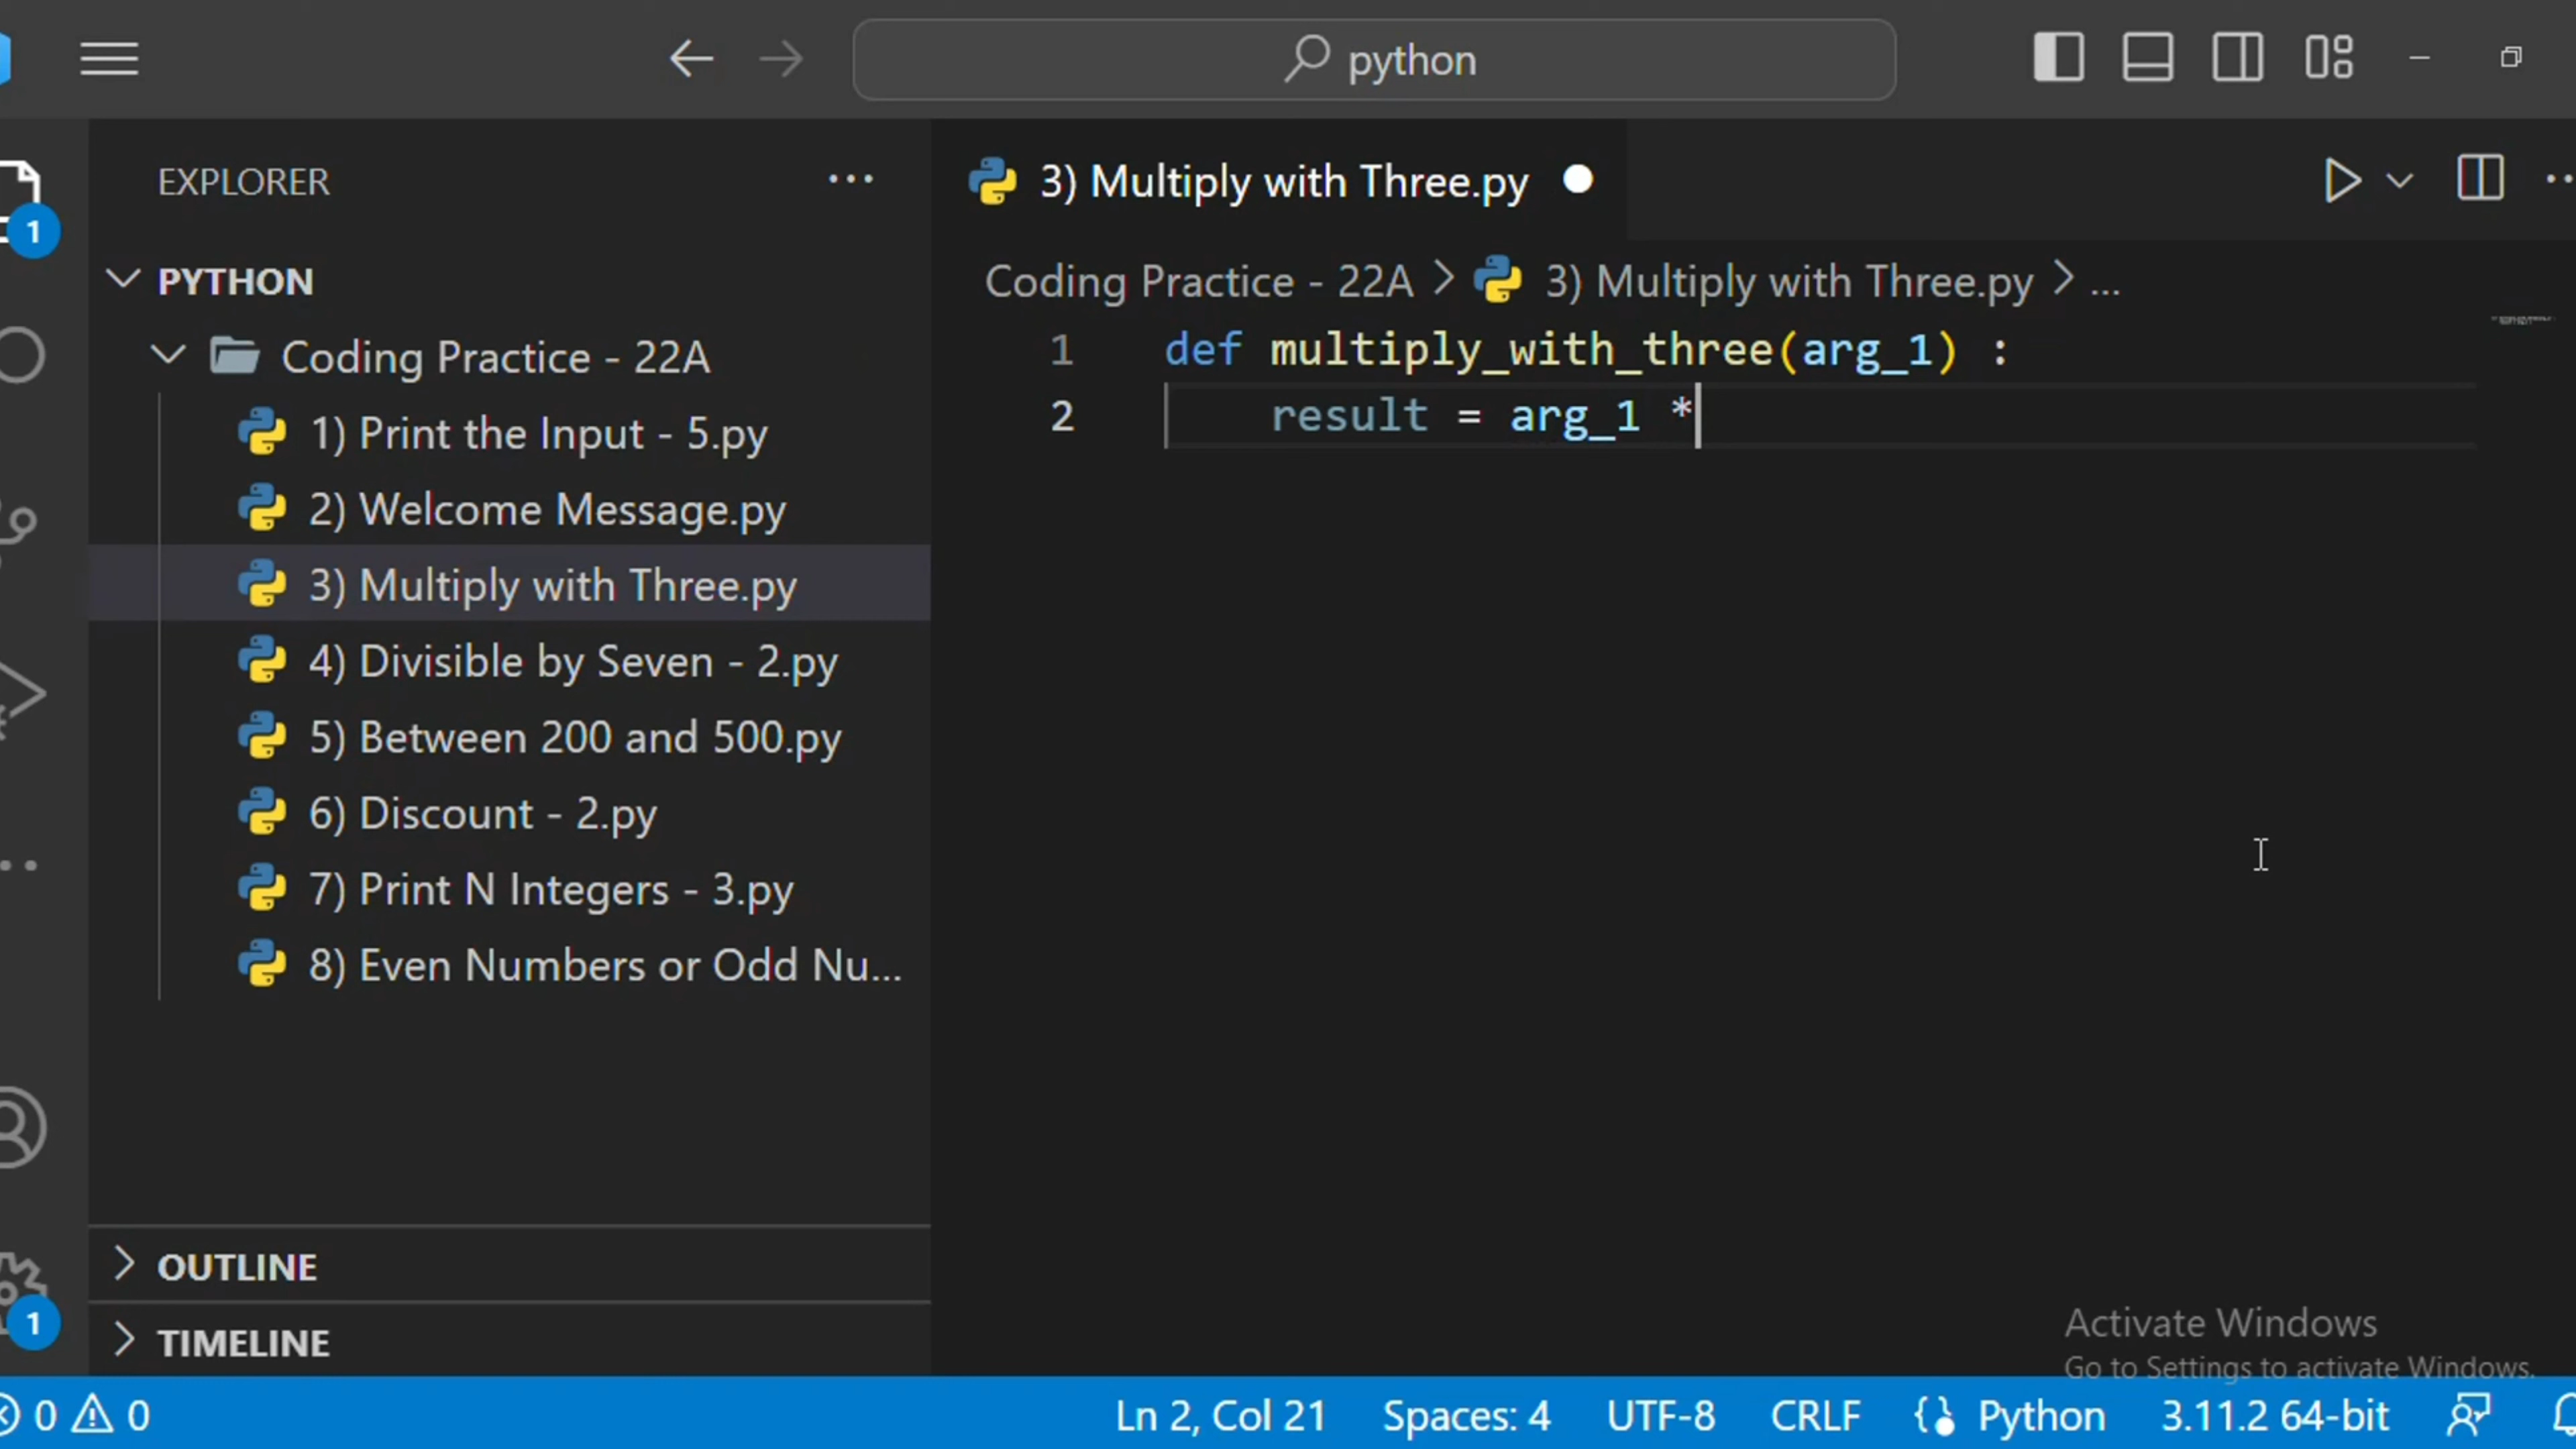 python
EXPLORER
3) Multiply with Three.py
PYTHON
Coding Practice - 22A > 3) Multiply with Three.py > ...
Coding Practice - 22A
1) Print the Input - 5.py
2) Welcome Message.py
3) Multiply with Three.py
4) Divisible by Seven - 2.py
5) Between 200 and 500.py
6) Discount - 2.py
7) Print N Integers - 3.py
8) Even Numbers or Odd Nu...
1 def multiply_with_three(arg_1) :
2 result = arg_1 *
1
OUTLINE
TIMELINE
1
Activate Windows
Go to Settings to activate Windows.
0 0
Ln 2, Col 21 Spaces: 4 UTF-8 CRLF Python 3.11.2 64-bit